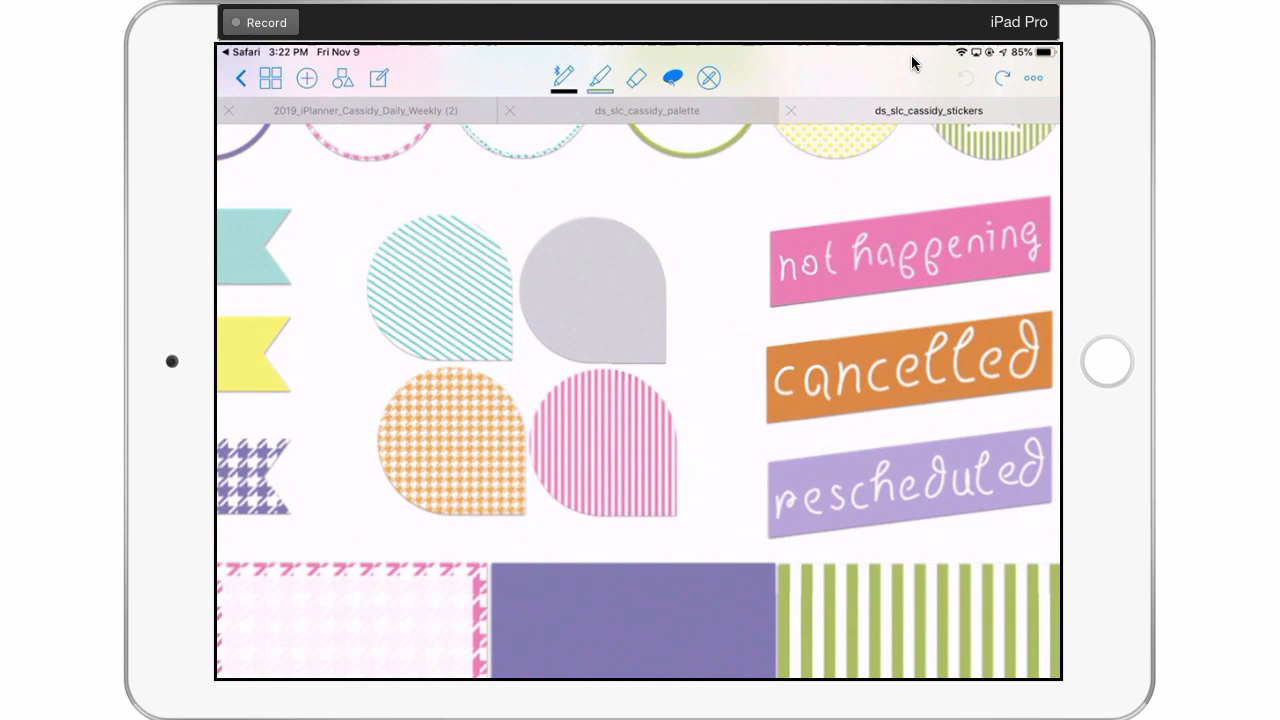 Record
iPad Pro
Safari 3:22 PM Fri Nov 9
85%
2019_iPlanner_Cassidy_Daily_Weekly (2)
ds_slc_cassidy_palette
ds_slc_cassidy_stickers
not happening
cancelled
rescheduled